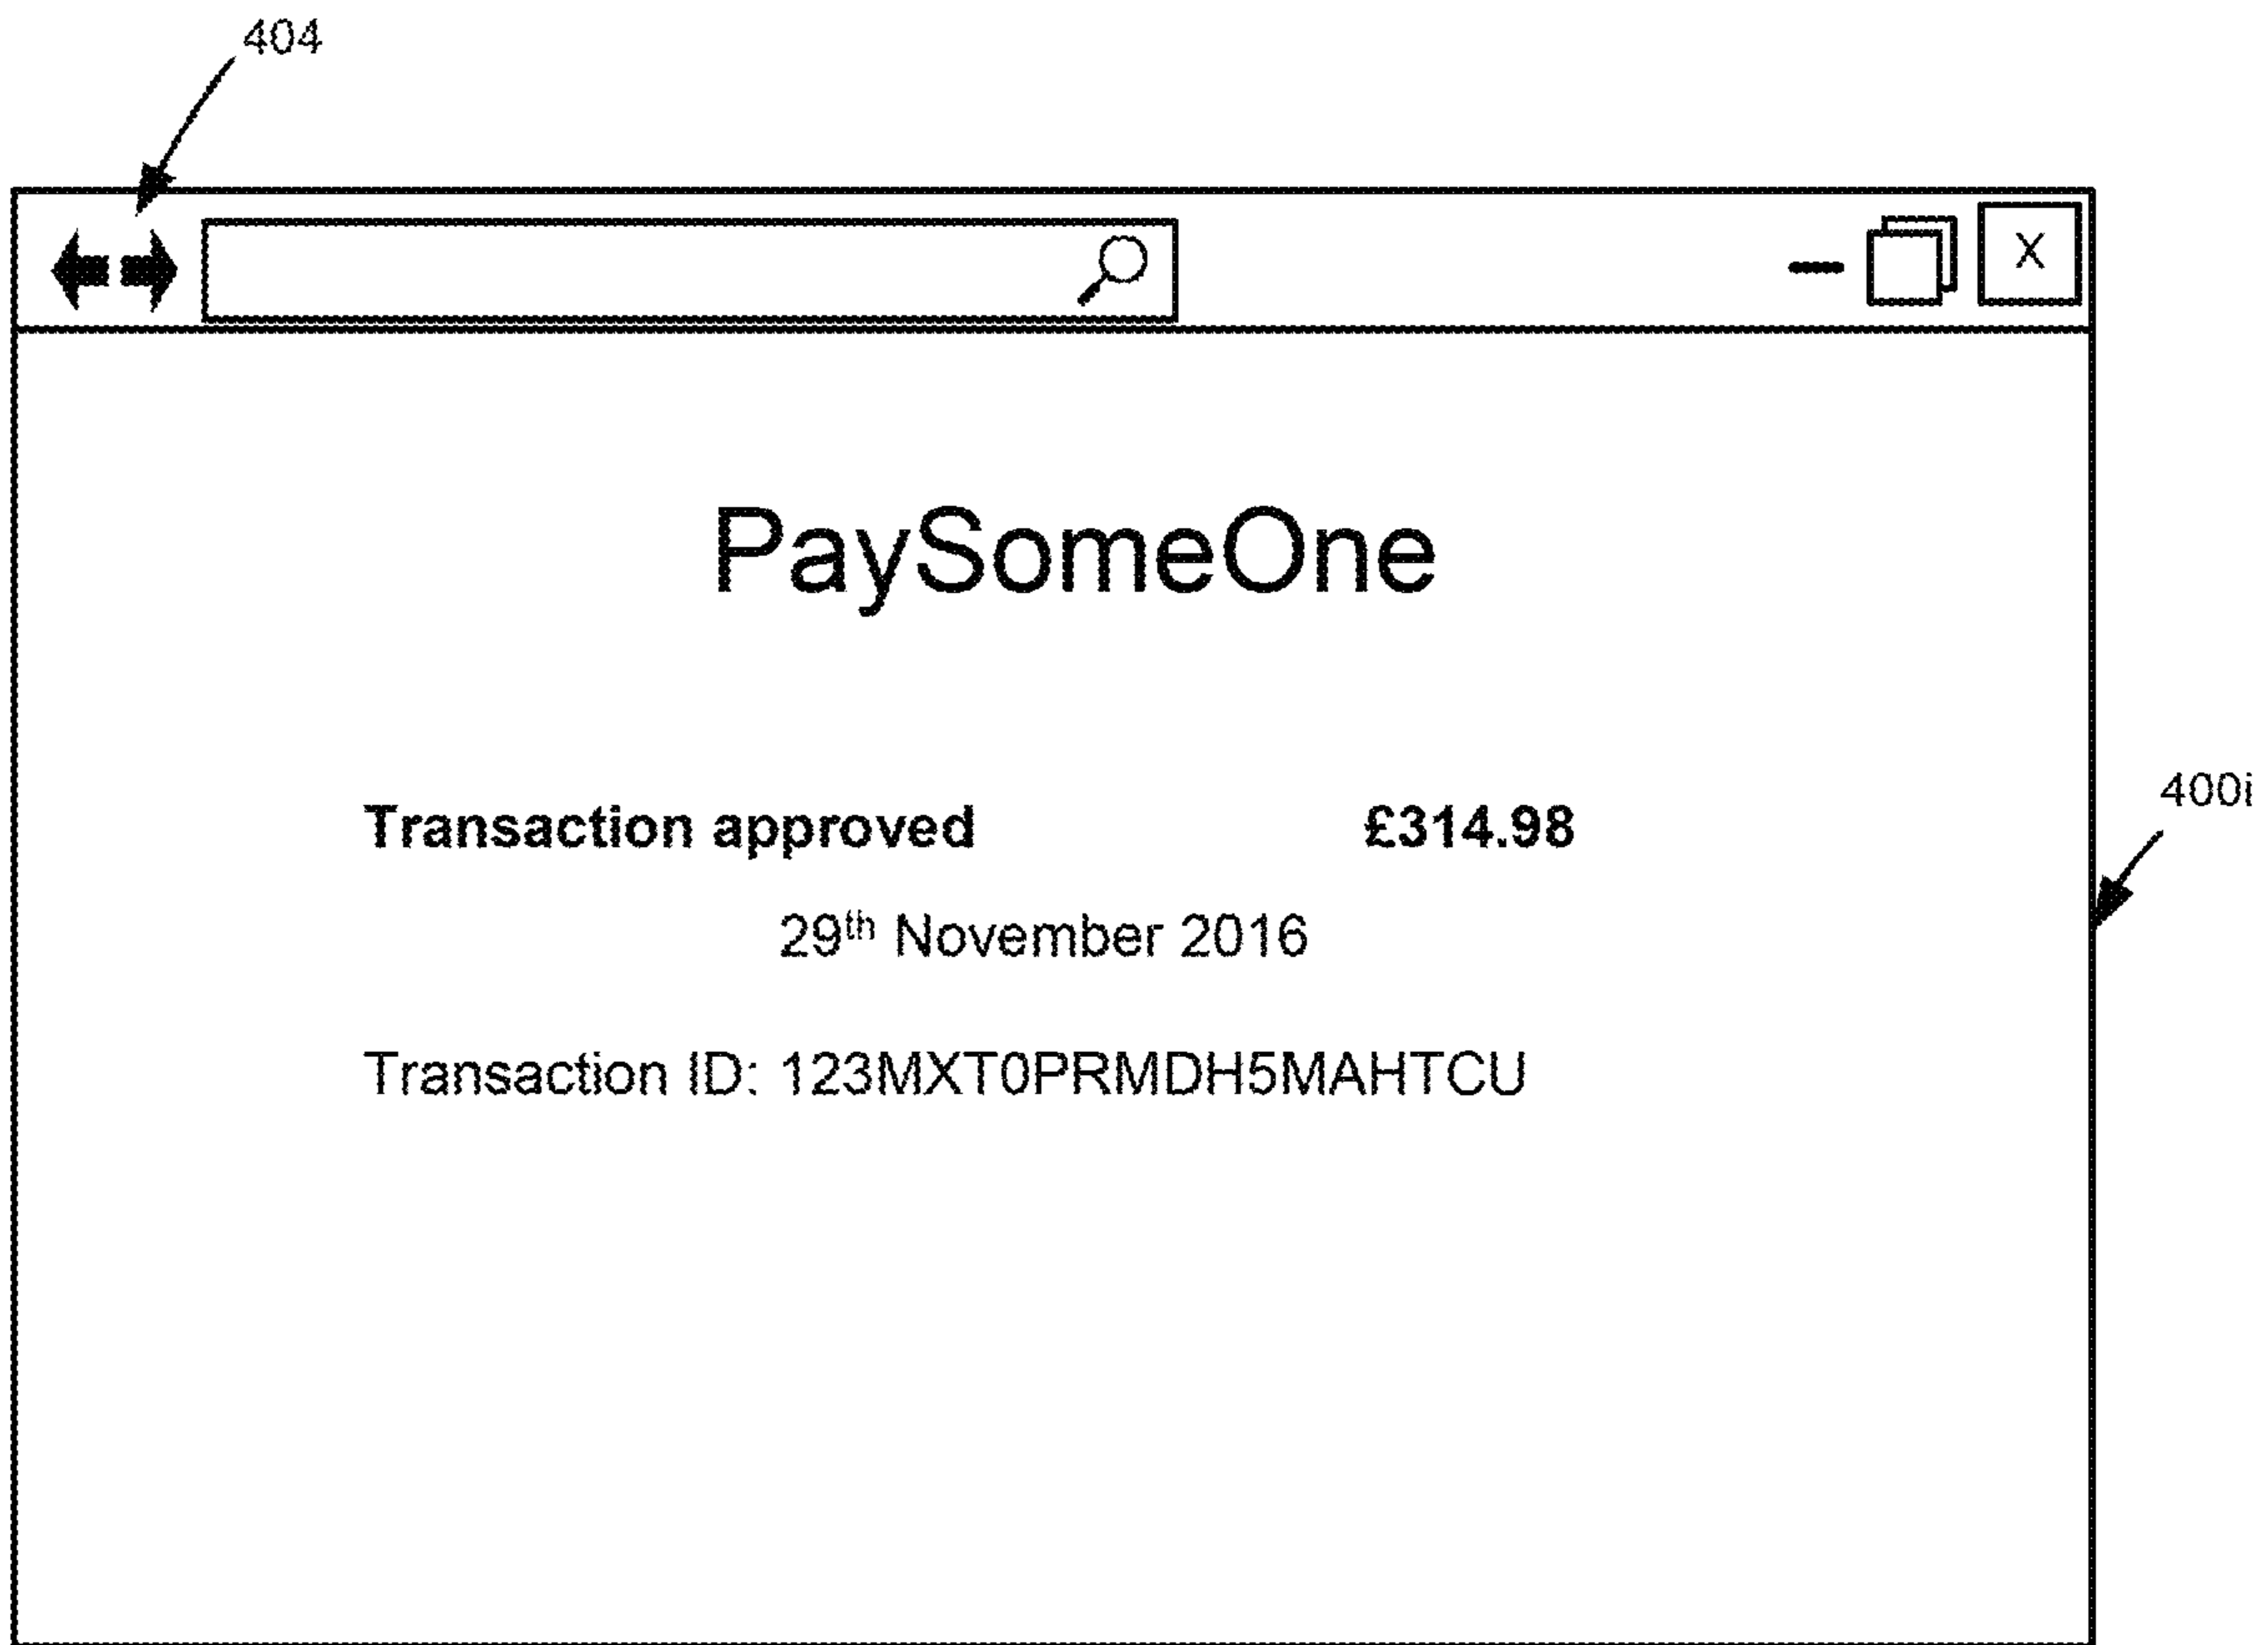 404
X
PaySomeOne
Transaction approved £314.98
400i
29th November 2016
Transaction ID: 123MXT0PRMDH5MAHTCU